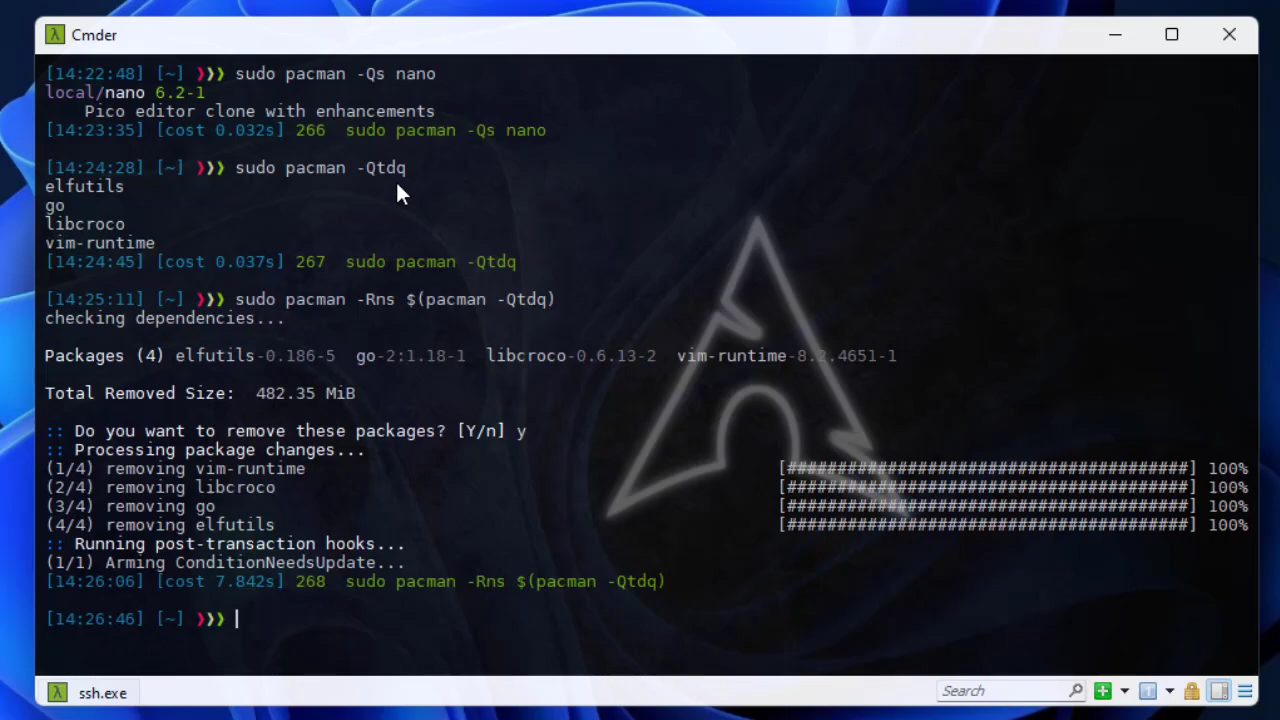 Cmder
[14:22:48] [~] ❯❯❯ sudo pacman -Qs nano
local/nano 6.2-1
Pico editor clone with enhancements
[14:23:35] [cost 0.032s] 266 sudo pacman -Qs nano
[14:24:28] [~] ❯❯❯ sudo pacman -Qtdq
elfutils
go
libcroco
vim-runtime
[14:24:45] [cost 0.037s] 267 sudo pacman -Qtdq
[14:25:11] [~] ❯❯❯ sudo pacman -Rns $(pacman -Qtdq)
checking dependencies...
Packages (4) elfutils-0.186-5 go-2:1.18-1 libcroco-0.6.13-2 vim-runtime-8.2.4651-1
Total Removed Size: 482.35 MiB
:: Do you want to remove these packages? [Y/n] y
:: Processing package changes...
(1/4) removing vim-runtime [########################################] 100%
(2/4) removing libcroco [########################################] 100%
(3/4) removing go [########################################] 100%
(4/4) removing elfutils [########################################] 100%
:: Running post-transaction hooks...
(1/1) Arming ConditionNeedsUpdate...
[14:26:06] [cost 7.842s] 268 sudo pacman -Rns $(pacman -Qtdq)
[14:26:46] [~] ❯❯❯
ssh.exe Search